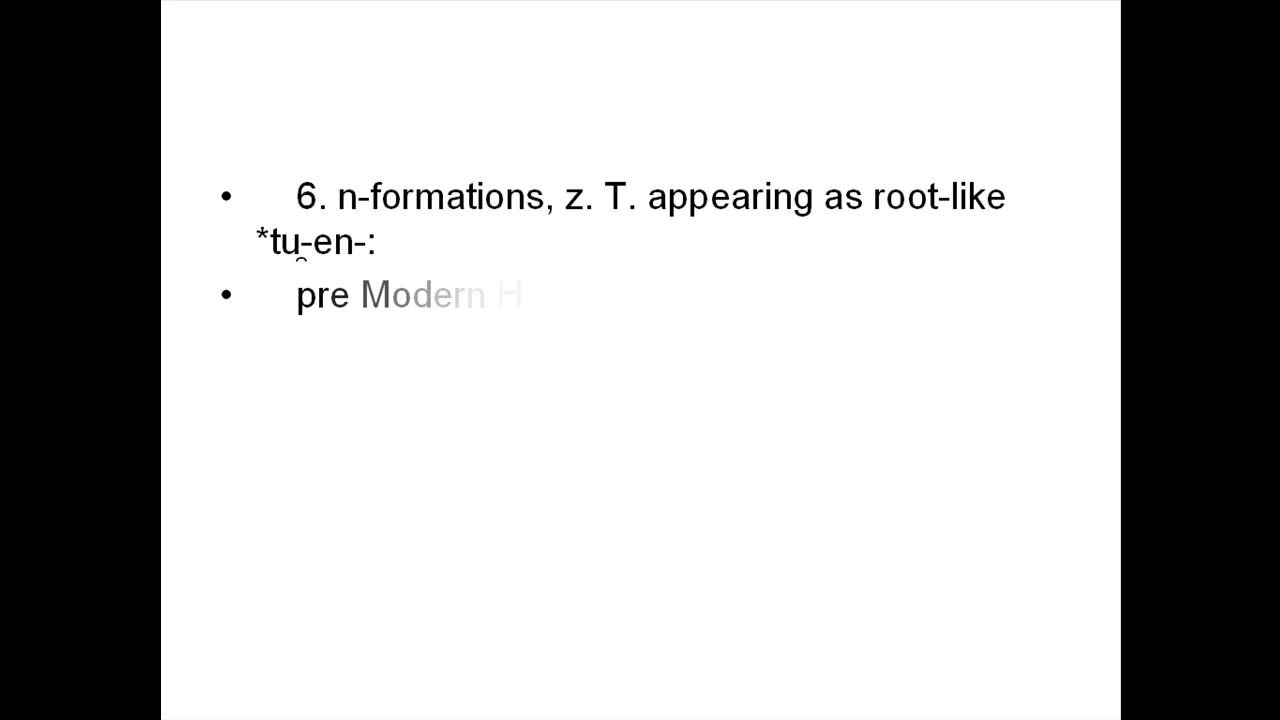 • 6. n-formations, z. T. appearing as root-like
*tu̯-en-:
• pre Modern H